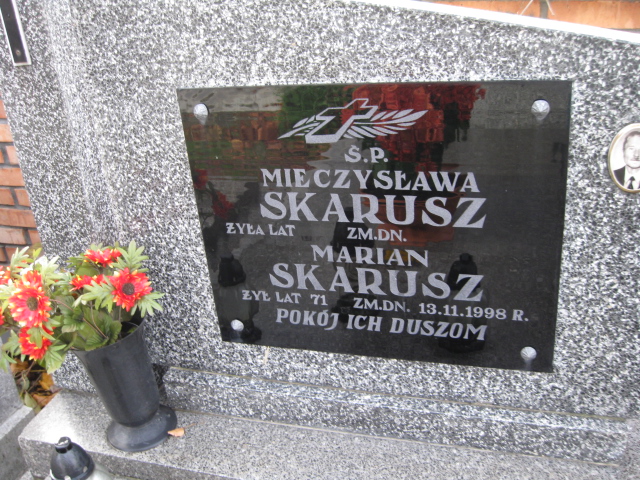 Ś.P.
MIECZYSŁAWA
SKARUSZ
ŻYŁA LAT ZM.DN.
MARIAN
SKARUSZ
ŻYŁ LAT 71 ZM.DN. 13.11.1998 R.
POKÓJ ICH DUSZOM